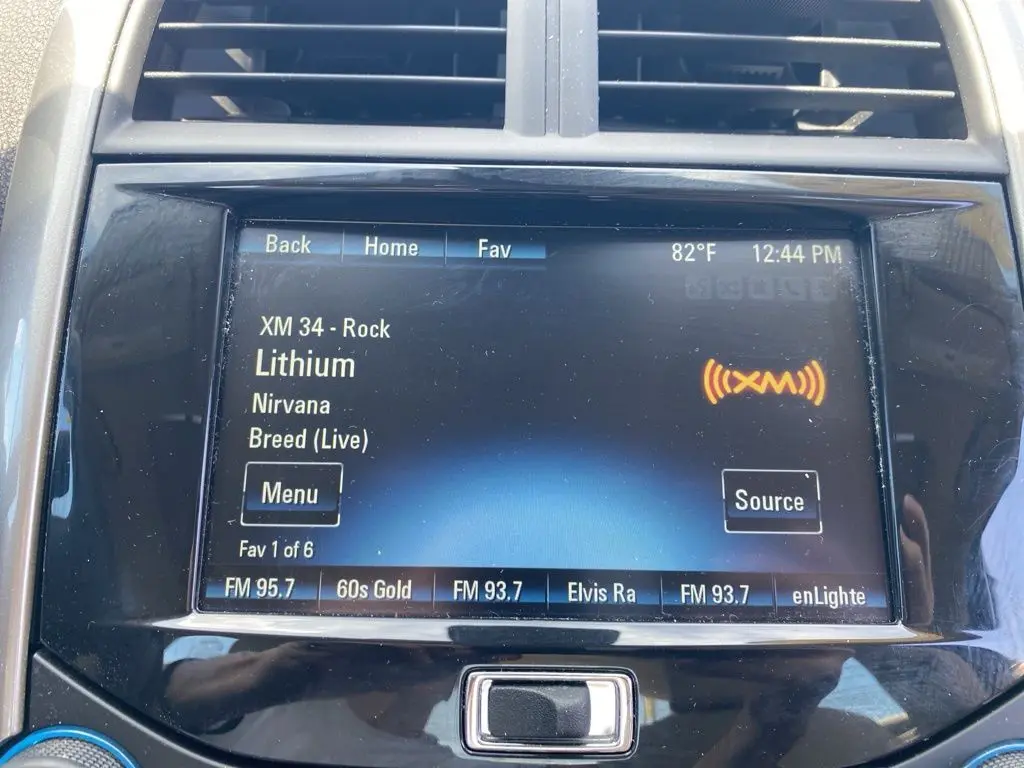 Back Home Fav 82°F 12:44 PM
XM 34 - Rock
Lithium
XM
Nirvana
Breed (Live)
Menu Source
Fav 1 of 6
FM 95.7 60s Gold FM 93.7 Elvis Ra FM 93.7 enLighte